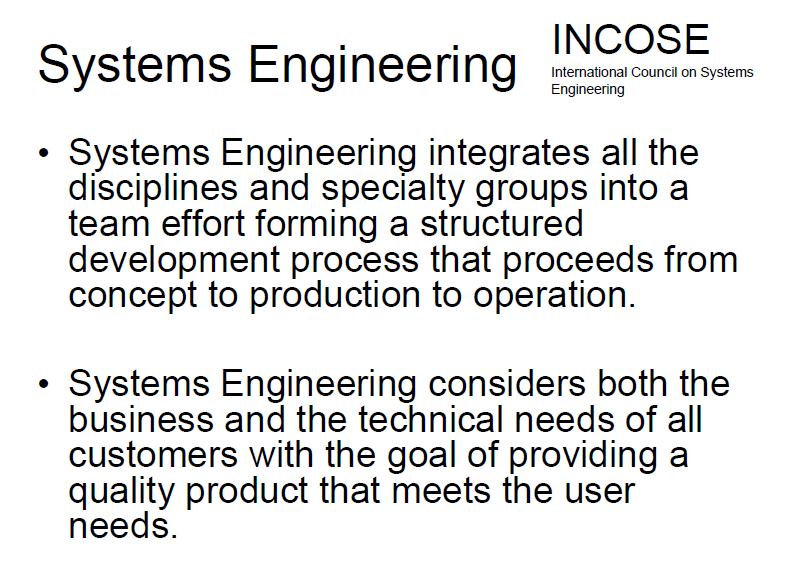 Systems Engineering
INCOSE
International Council on Systems
Engineering
• Systems Engineering integrates all the
disciplines and specialty groups into a
team effort forming a structured
development process that proceeds from
concept to production to operation.
• Systems Engineering considers both the
business and the technical needs of all
customers with the goal of providing a
quality product that meets the user
needs.